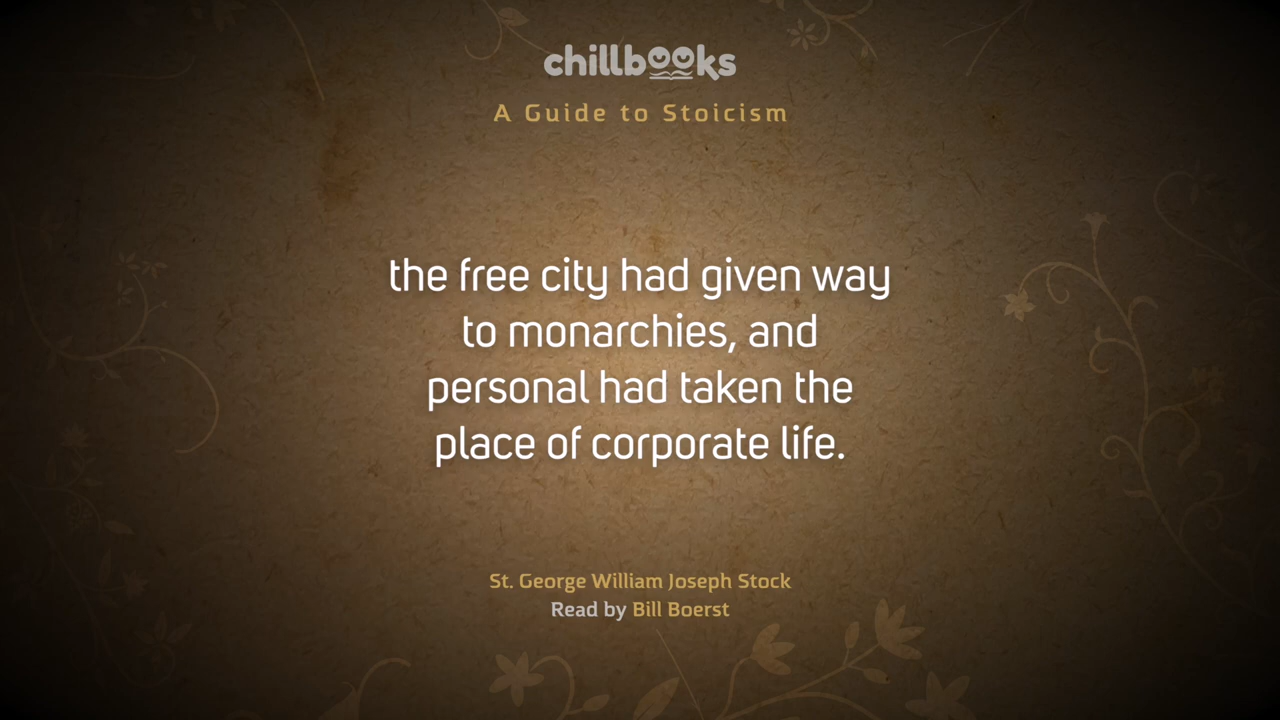 chillbooks
A Guide to Stoicism
the free city had given way
to monarchies, and
personal had taken the
place of corporate life.
St. George William Joseph Stock
Read by Bill Boerst